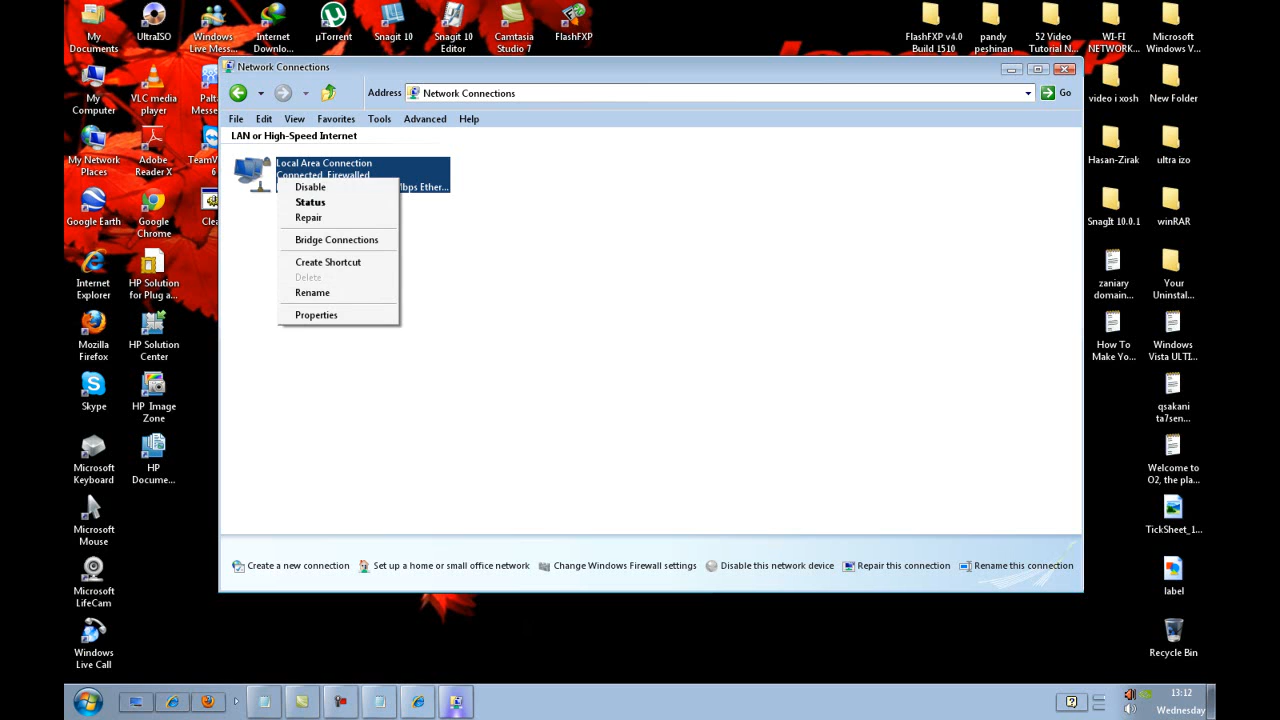 My Documents
UltraISO
Windows Live Mess...
Internet Downlo...
µTorrent
Snagit 10
Snagit 10 Editor
Camtasia Studio 7
FlashFXP
FlashFXP v4.0 Build 1510
pandy peshinan
52 Video Tutorial N...
WI-FI NETWORK...
Microsoft Windows V...
Network Connections
Address
Network Connections
Go
File Edit View Favorites Tools Advanced Help
LAN or High-Speed Internet
Local Area Connection
Connected, Firewalled
Mbps Ether...
Disable
Status
Repair
Bridge Connections
Create Shortcut
Delete
Rename
Properties
Create a new connection
Set up a home or small office network
Change Windows Firewall settings
Disable this network device
Repair this connection
Rename this connection
My Computer
VLC media player
Palta Messe
My Network Places
Adobe Reader X
TeamV 6
Google Earth
Google Chrome
Clea
Internet Explorer
HP Solution for Plug a...
Mozilla Firefox
HP Solution Center
Skype
HP Image Zone
Microsoft Keyboard
HP Docume...
Microsoft Mouse
Microsoft LifeCam
Windows Live Call
video i xosh
New Folder
Hasan-Zirak
ultra izo
SnagIt 10.0.1
winRAR
zaniary domain...
Your Uninstal...
How To Make Yo...
Windows Vista ULTI...
qsakani ta7sen...
Welcome to O2, the pla...
TickSheet_1...
label
Recycle Bin
13:12
Wednesday